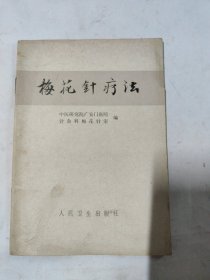 梅花針疗法
中医研究院广安门医院
针灸科梅花针室 编
人民卫生出版社